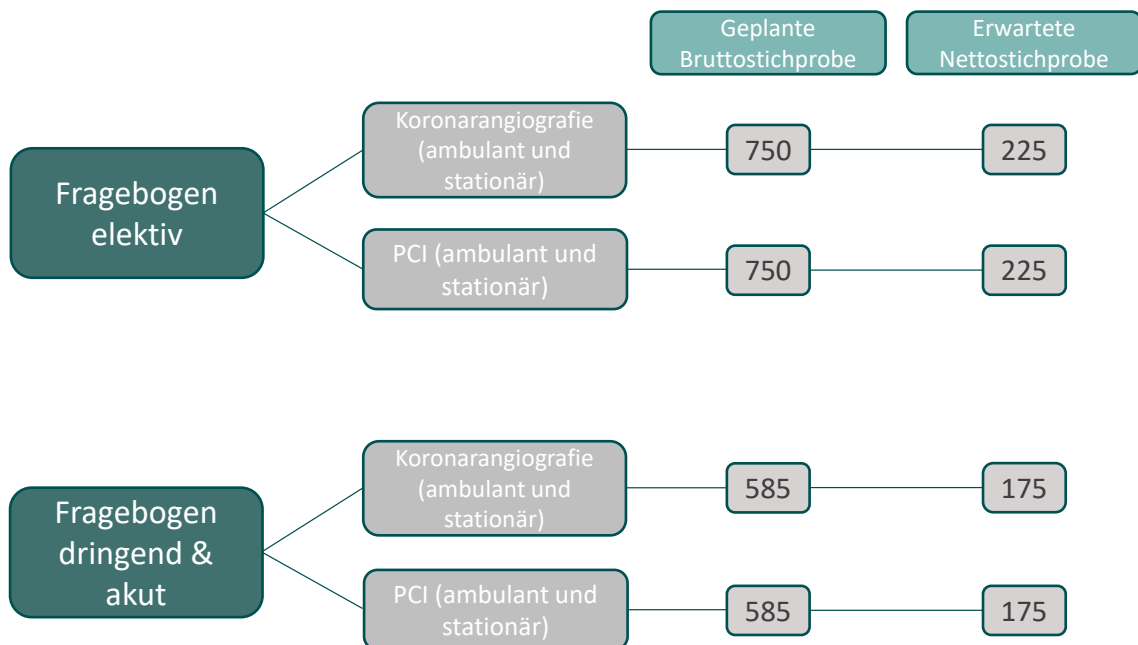 Geplante
Bruttostichprobe
Erwartete
Nettostichprobe
Fragebogen
elektiv
Koronarangiografie
(ambulant und
stationär)
750
225
PCI (ambulant und
stationär)
750
225
Fragebogen
dringend &
akut
Koronarangiografie
(ambulant und
stationär)
585
175
PCI (ambulant und
stationär)
585
175